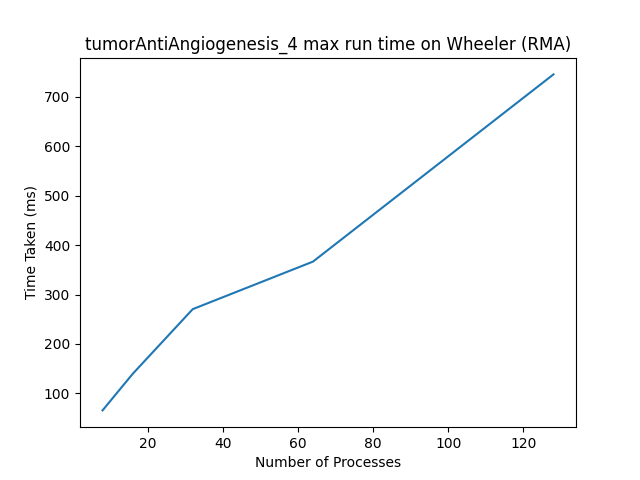 tumorAntiAngiogenesis_4 max run time on Wheeler (RMA)
700
600
500
400
300
200
100
Time Taken (ms)
20 40 60 80 100 120
Number of Processes